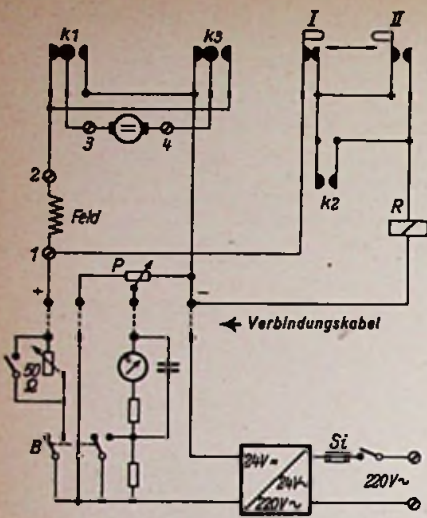 k1
k3
I
II
3
4
k2
2
Feld
R
1
P
+
-
← Verbindungskabel
50
Ω
B
24V=
24V~
220V~
Si
220V~